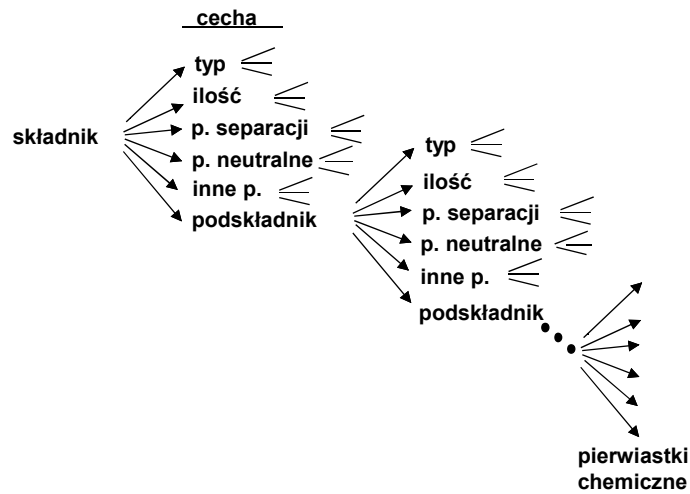 cecha
typ
ilość
składnik
p. separacji
p. neutralne
inne p.
podskładnik
typ
ilość
p. separacji
p. neutralne
inne p.
podskładnik
pierwiastki
chemiczne